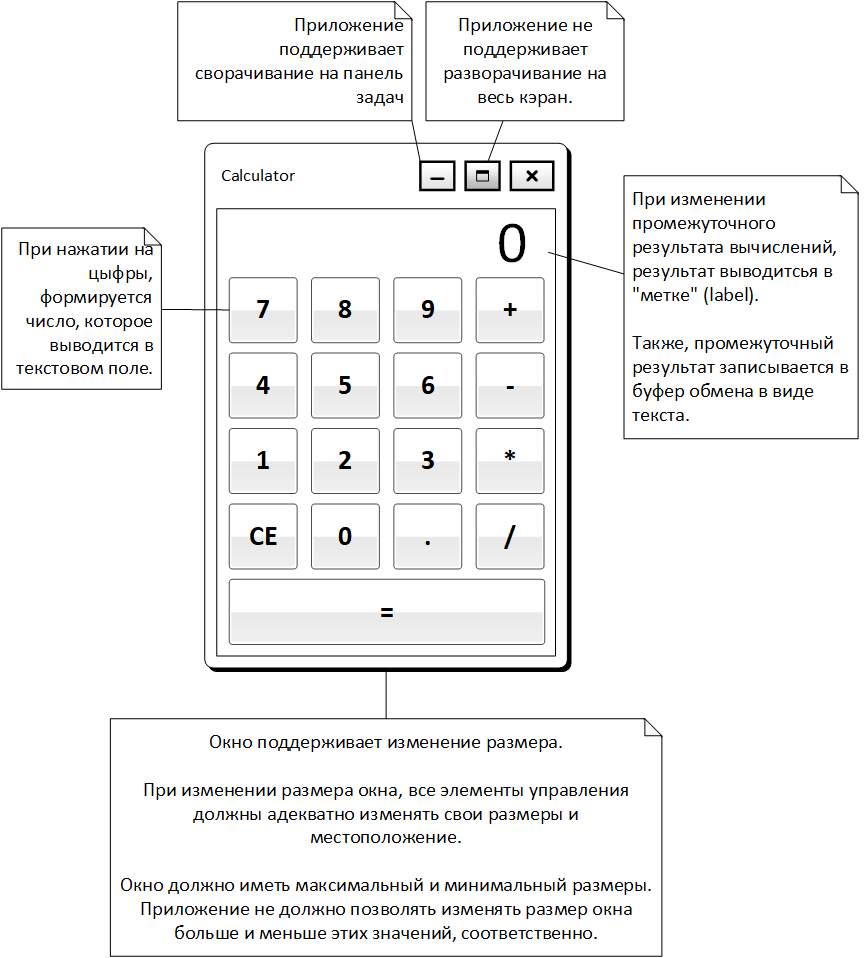 Приложение
поддерживает
сворачивание на панель
задач
Приложение не
поддерживает
разворачивание на
весь кэран.
Calculator
При изменении
промежуточного
результата вычислений,
результат выводитсья в
"метке" (label).
Также, промежуточный
результат записывается в
буфер обмена в виде
текста.
При нажатии на
цыфры,
формируется
число, которое
выводится в
текстовом поле.
0
7 8 9 +
4 5 6 -
1 2 3 *
CE 0 . /
=
Окно поддерживает изменение размера.
При изменении размера окна, все элементы управления
должны адекватно изменять свои размеры и
местоположение.
Окно должно иметь максимальный и минимальный размеры.
Приложение не должно позволять изменять размер окна
больше и меньше этих значений, соответственно.